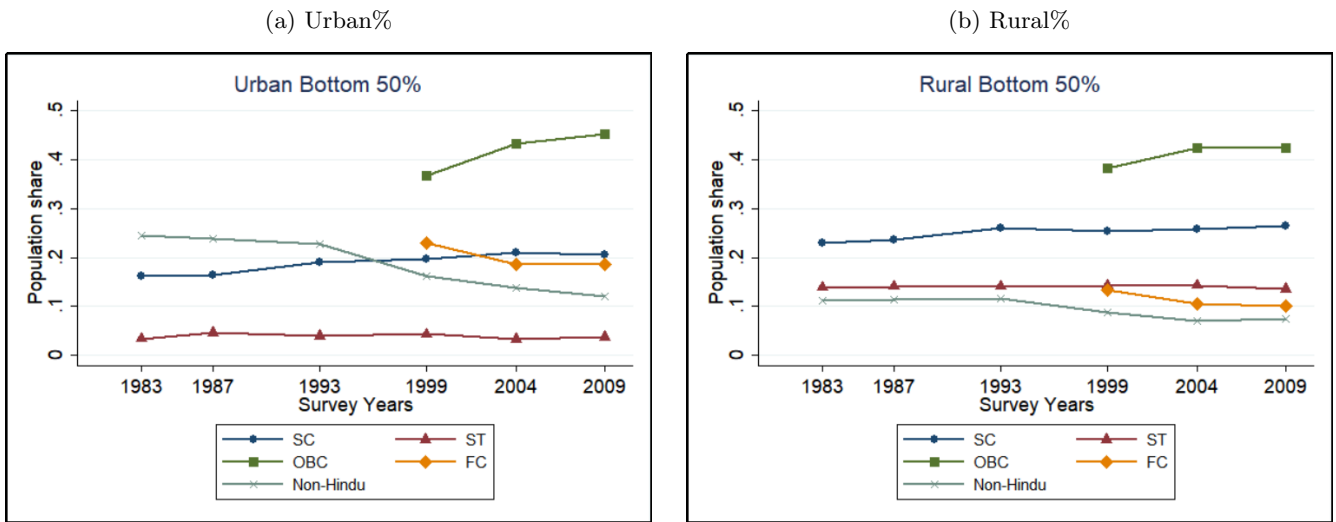 (a) Urban%
(b) Rural%
Urban Bottom 50%
Population share
.5
.4
.3
.2
.1
0
1983 1987 1993 1999 2004 2009
Survey Years
SC ST
OBC FC
Non-Hindu
Rural Bottom 50%
Population share
.5
.4
.3
.2
.1
0
1983 1987 1993 1999 2004 2009
Survey Years
SC ST
OBC FC
Non-Hindu